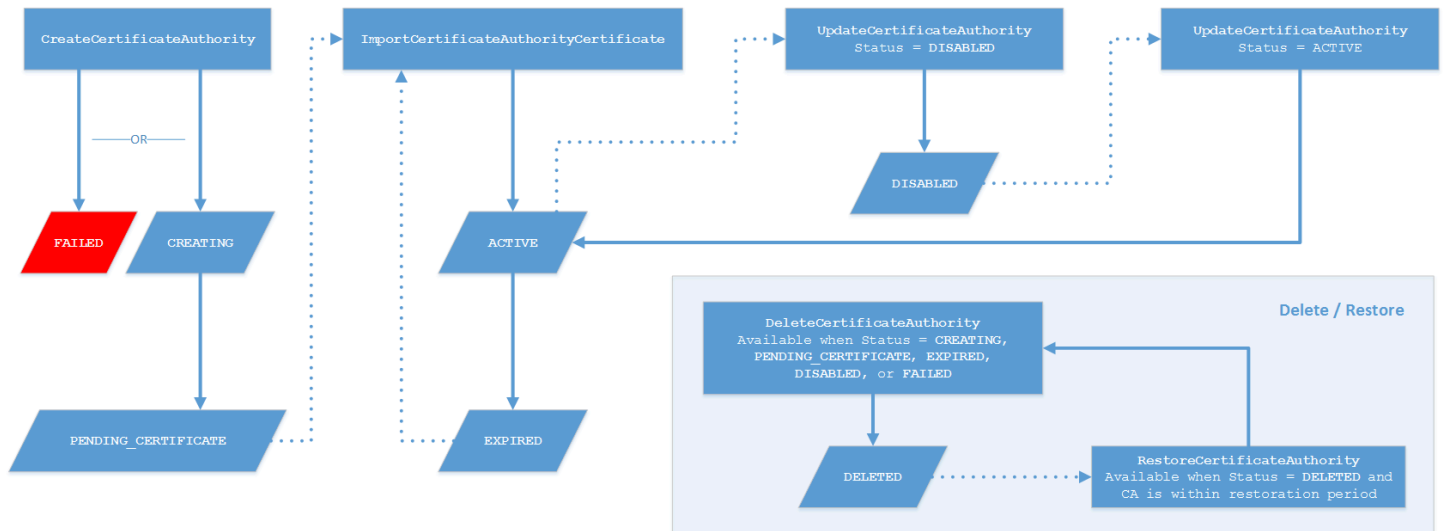 CreateCertificateAuthority
ImportCertificateAuthorityCertificate
UpdateCertificateAuthority
Status = DISABLED
UpdateCertificateAuthority
Status = ACTIVE
OR
DISABLED
FAILED
CREATING
ACTIVE
Delete / Restore
DeleteCertificateAuthority
Available when Status = CREATING,
PENDING_CERTIFICATE, EXPIRED,
DISABLED, or FAILED
PENDING_CERTIFICATE
EXPIRED
DELETED
RestoreCertificateAuthority
Available when Status = DELETED and
CA is within restoration period